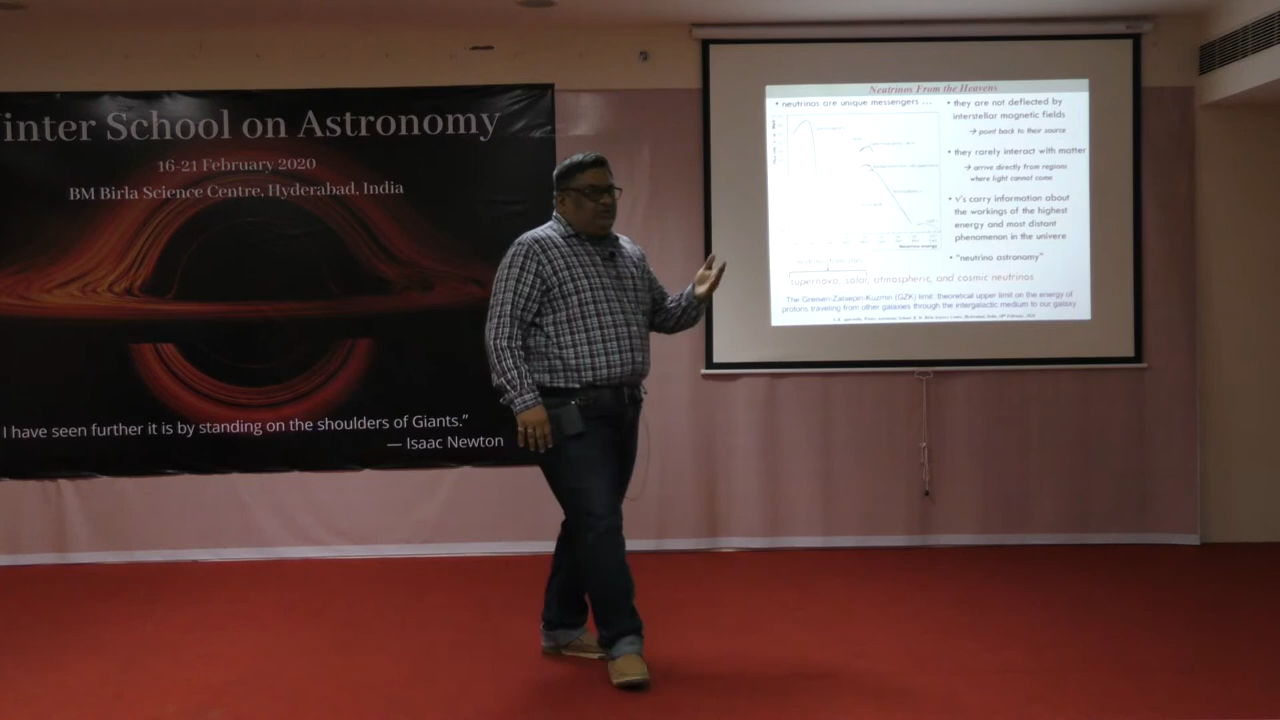 inter School on Astronomy
16-21 February 2020
BM Birla Science Centre, Hyderabad, India
I have seen further it is by standing on the shoulders of Giants.”
— Isaac Newton
Neutrinos From the Heavens
• neutrinos are unique messengers ...
• they are not deflected by
interstellar magnetic fields
→ point back to their source
• they rarely interact with matter
→ arrive directly from regions
where light cannot come
• ν's carry information about
the workings of the highest
energy and most distant
phenomenon in the univere
• “neutrino astronomy”
Neutrino energy
supernova, solar, atmospheric, and cosmic neutrinos
The Greisen-Zatsepin-Kuzmin (GZK) limit: theoretical upper limit on the energy of
protons traveling from other galaxies through the intergalactic medium to our galaxy